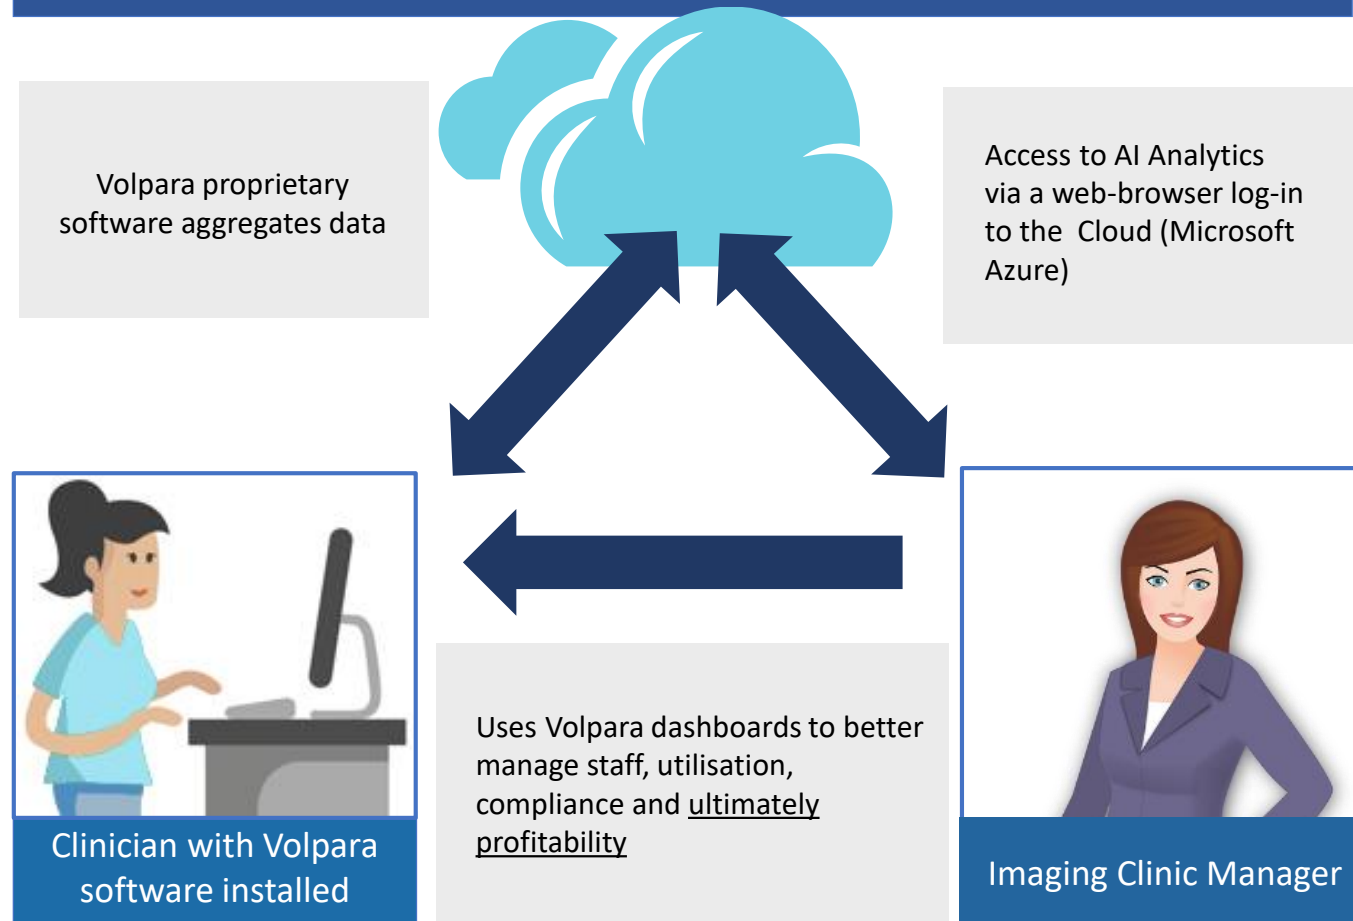 Volpara proprietary
software aggregates data
Access to AI Analytics
via a web-browser log-in
to the  Cloud (Microsoft
Azure)
Uses Volpara dashboards to better
manage staff, utilisation,
compliance and ultimately
profitability
Clinician with Volpara
software installed
Imaging Clinic Manager